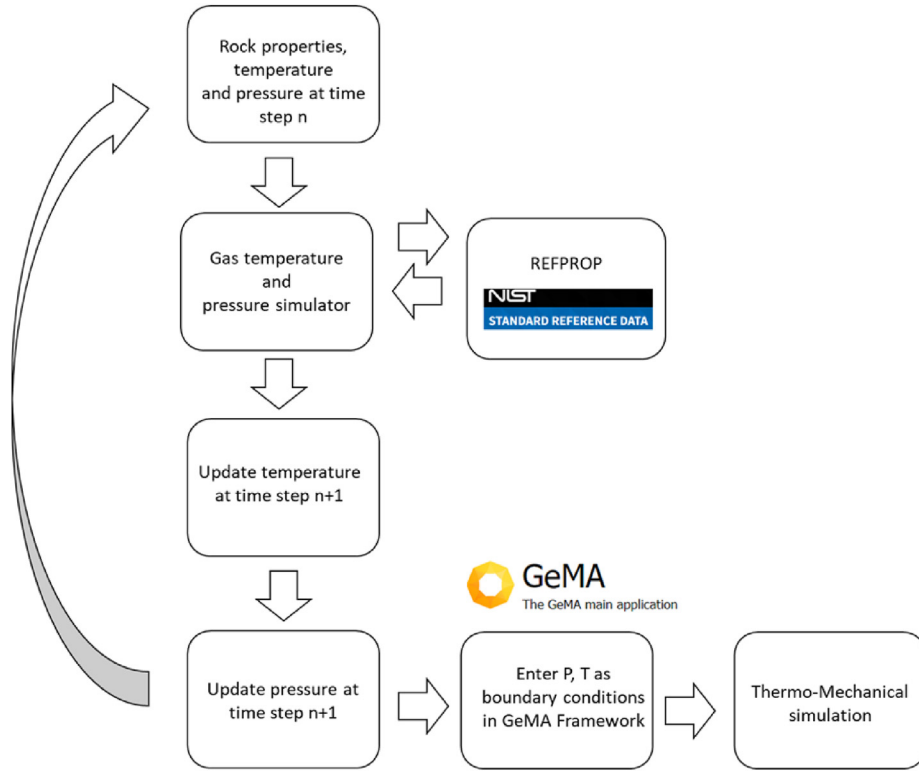 Rock properties,
temperature
and pressure at time
step n
Gas temperature
and
pressure simulator
REFPROP
NIST
STANDARD REFERENCE DATA
Update temperature
at time step n+1
GeMA
The GeMA main application
Update pressure at
time step n+1
Enter P, T as
boundary conditions
in GeMA Framework
Thermo-Mechanical
simulation